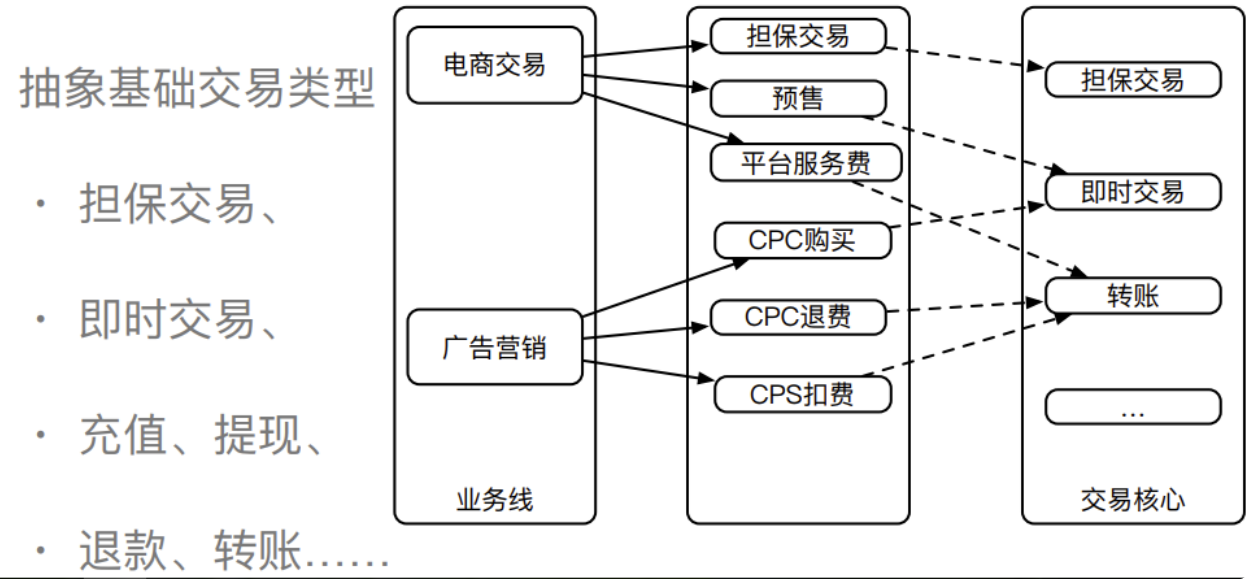 抽象基础交易类型
· 担保交易、
· 即时交易、
· 充值、提现、
· 退款、转账……
电商交易
广告营销
业务线
担保交易
预售
平台服务费
CPC购买
CPC退费
CPS扣费
担保交易
即时交易
转账
…
交易核心